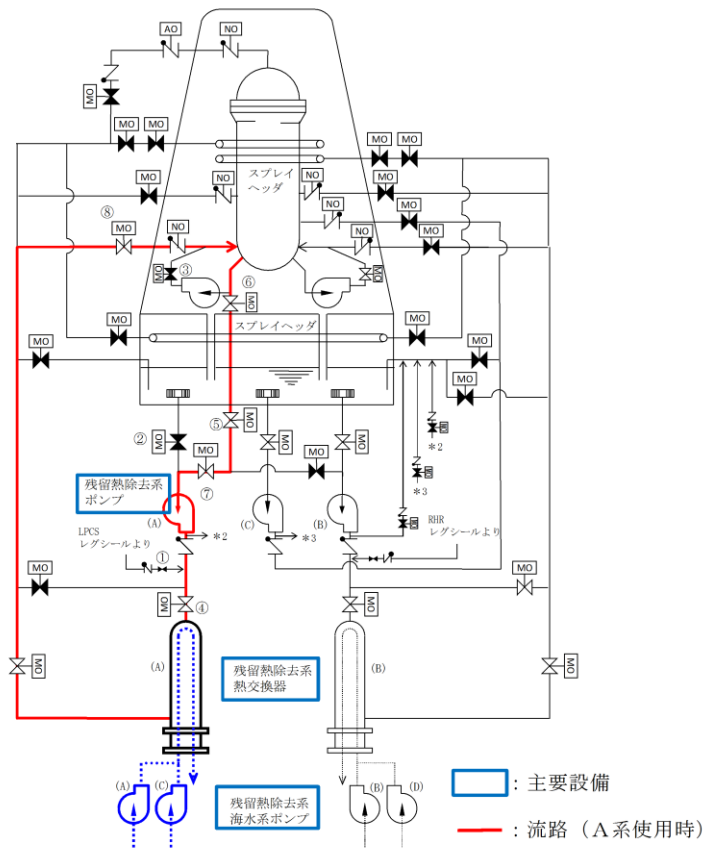 AO
NO
MO
MO
MO
MO
MO
スプレイ
ヘッダ
MO
NO
NO
MO
NO
MO
⑧
MO
NO
NO
MO
③
MO
⑥
MO
MO
スプレイヘッダ
MO
MO
MO
MO
MO
②
MO
⑤
MO
MO
MO
*2
MO
MO
*3
⑦
残留熱除去系
ポンプ
(A)
(C)
(B)
*2
*3
LPCS
レグシールより
RHR
レグシールより
①
MO
MO
MO
④
MO
(A)
(B)
残留熱除去系
熱交換器
MO
MO
(A)
(C)
(B)
(D)
残留熱除去系
海水系ポンプ
:主要設備
:流路(A系使用時)